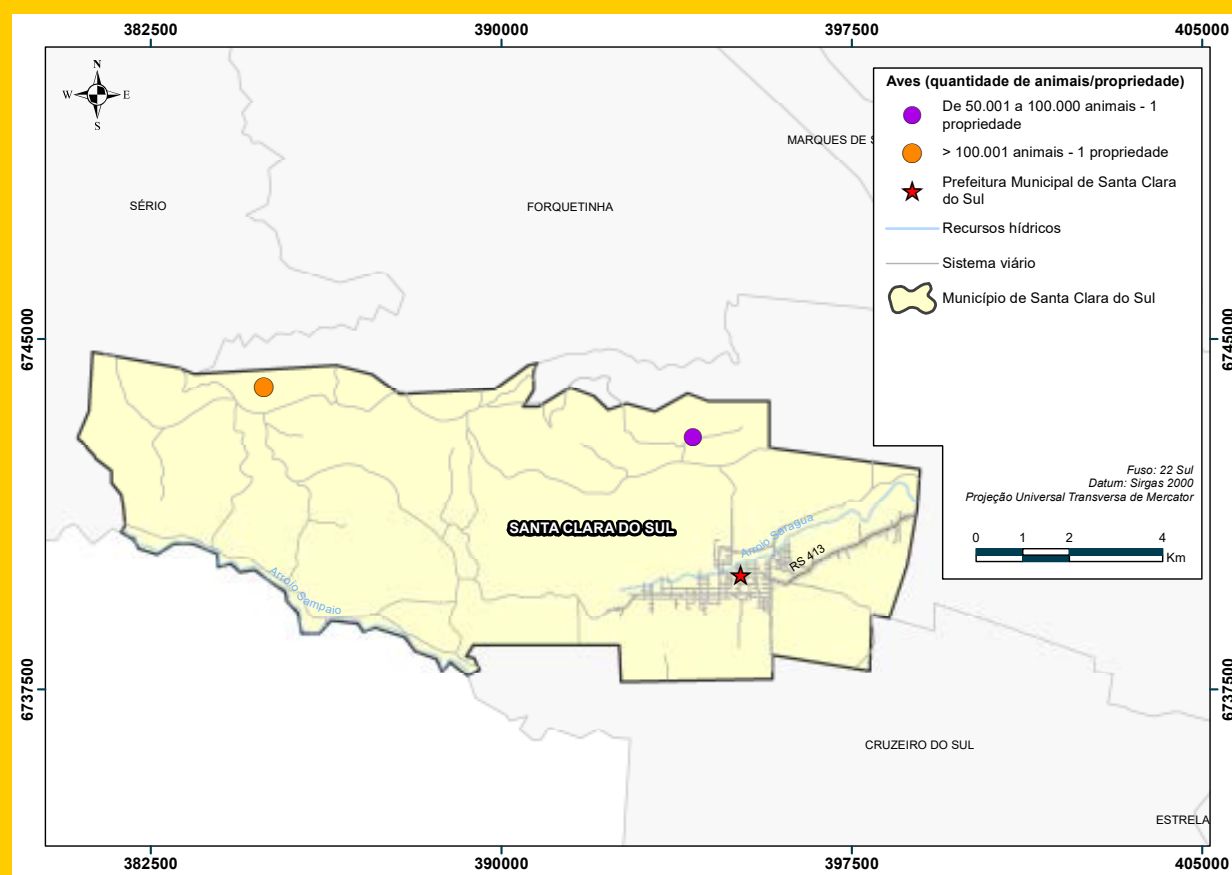 382500
390000
397500
405000
N
W
E
S
Aves (quantidade de animais/propriedade)
De 50.001 a 100.000 animais - 1
propriedade
> 100.001 animais - 1 propriedade
Prefeitura Municipal de Santa Clara
do Sul
Recursos hídricos
Sistema viário
Município de Santa Clara do Sul
MARQUES DE
SÉRIO
FORQUETINHA
6745000
6745000
Fuso: 22 Sul
Datum: Sirgas 2000
Projeção Universal Transversa de Mercator
0 1 2 4
Km
SANTA CLARA DO SUL
Arroio Saragua
RS 413
Arroio Sampaio
6737500
6737500
CRUZEIRO DO SUL
ESTRELA
382500
390000
397500
405000